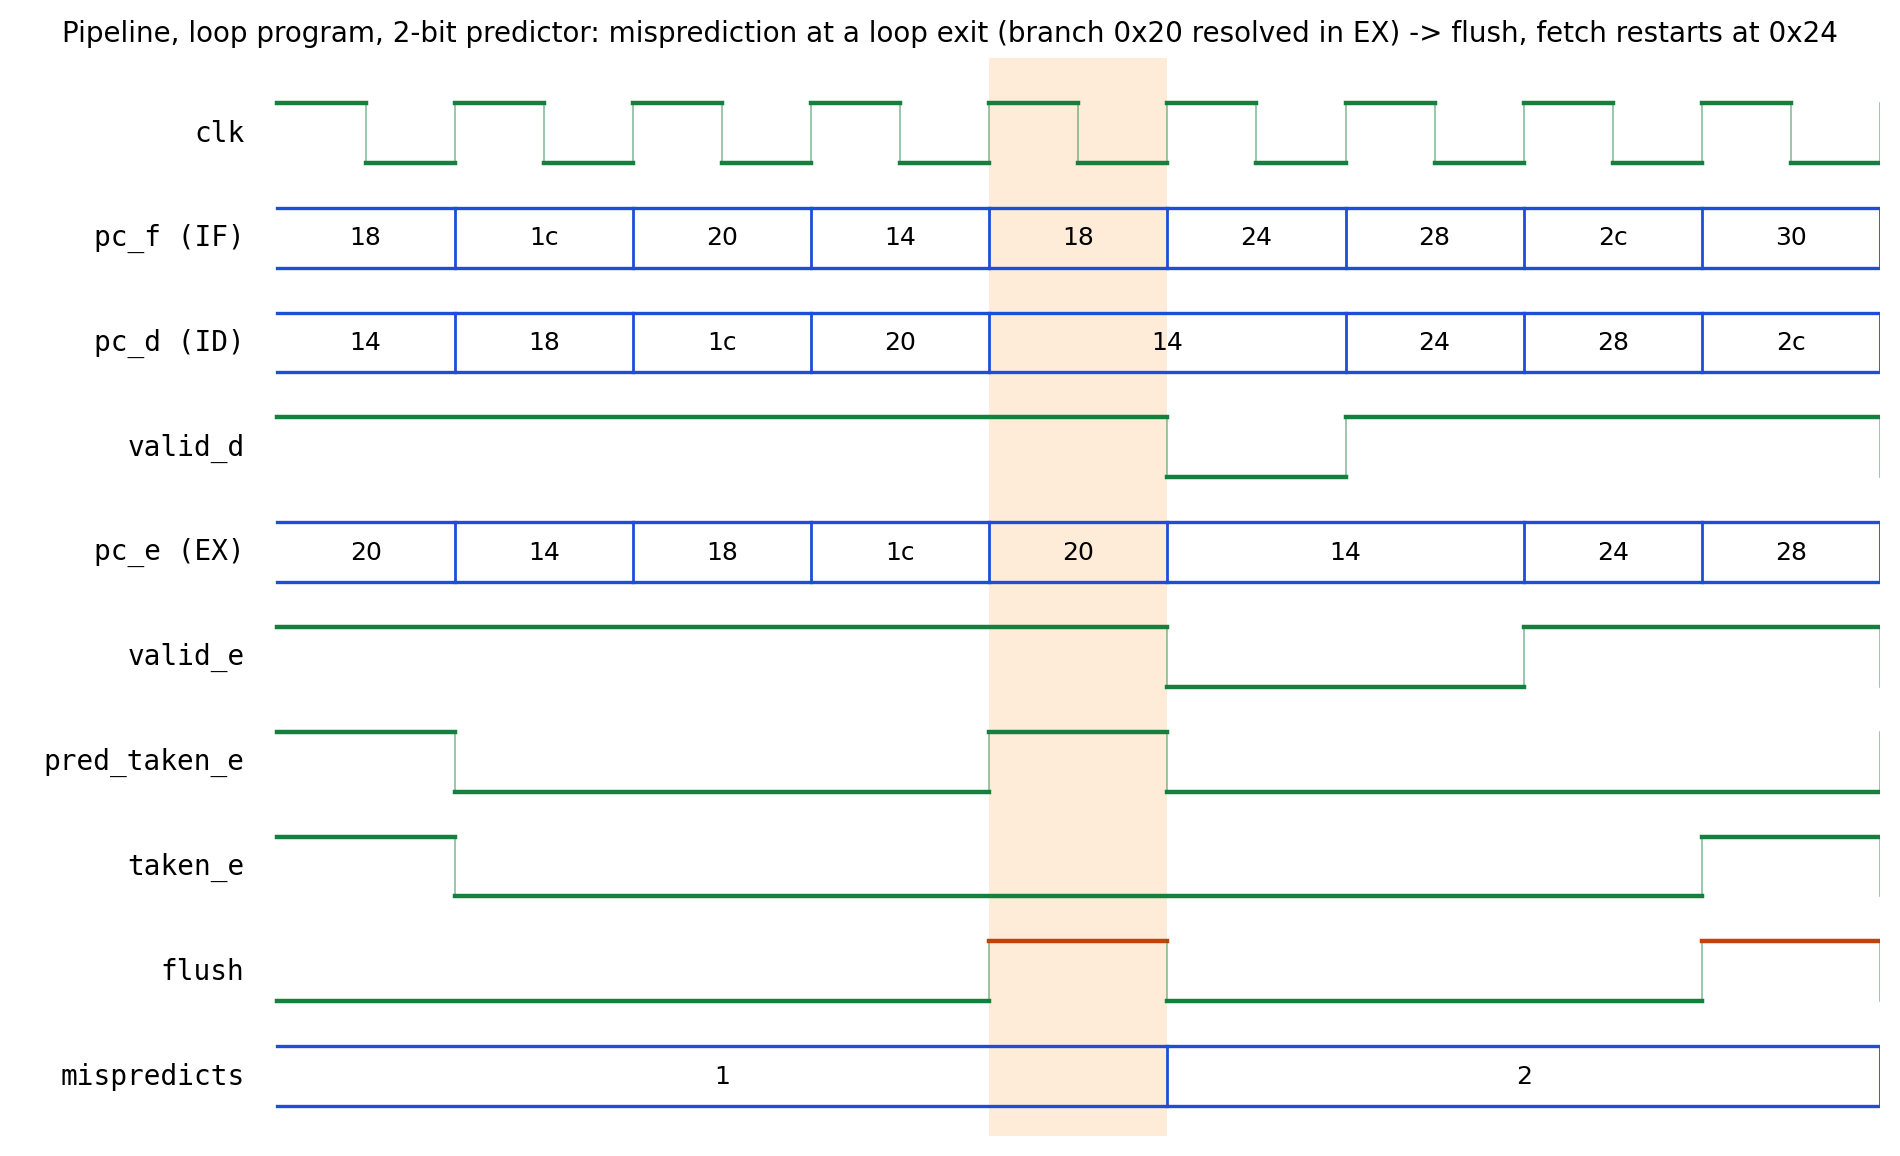 Pipeline, loop program, 2-bit predictor: misprediction at a loop exit (branch 0x20 resolved in EX) -> flush, fetch restarts at 0x24
clk
pc_f (IF) 18 1c 20 14 18 24 28 2c 30
pc_d (ID) 14 18 1c 20 14 24 28 2c
valid_d
pc_e (EX) 20 14 18 1c 20 14 24 28
valid_e
pred_taken_e
taken_e
flush
mispredicts 1 2